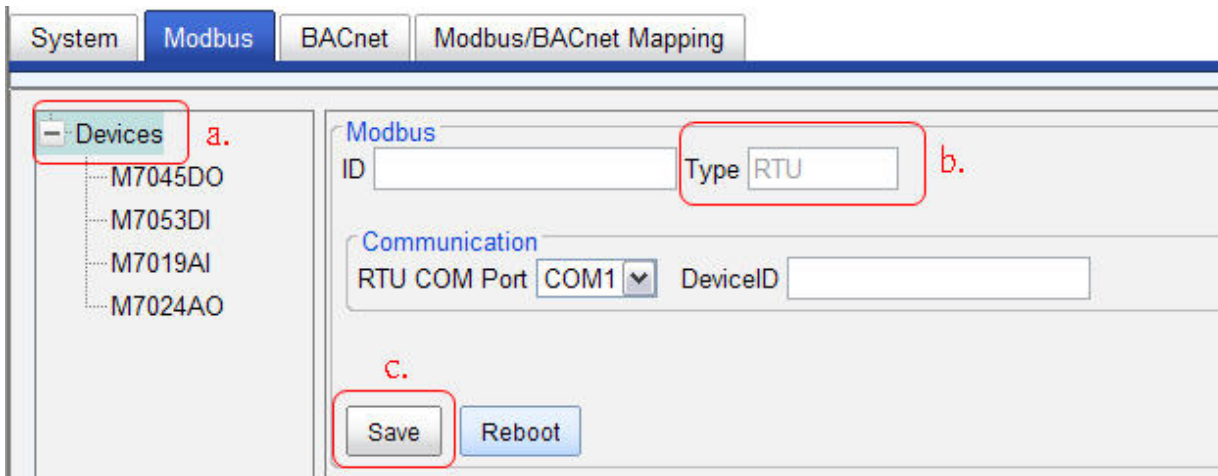 System Modbus BACnet Modbus/BACnet Mapping
Devices a.
M7045DO
M7053DI
M7019AI
M7024AO
Modbus
ID Type RTU b.
Communication
RTU COM Port COM1 DeviceID
c.
Save Reboot